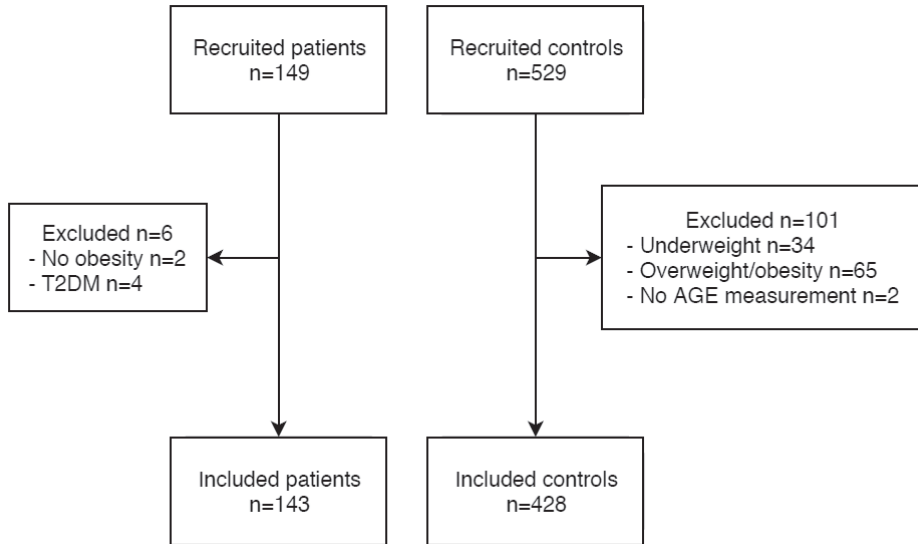 Recruited patients
n=149
Recruited controls
n=529
Excluded n=6
- No obesity n=2
- T2DM n=4
Excluded n=101
- Underweight n=34
- Overweight/obesity n=65
- No AGE measurement n=2
Included patients
n=143
Included controls
n=428